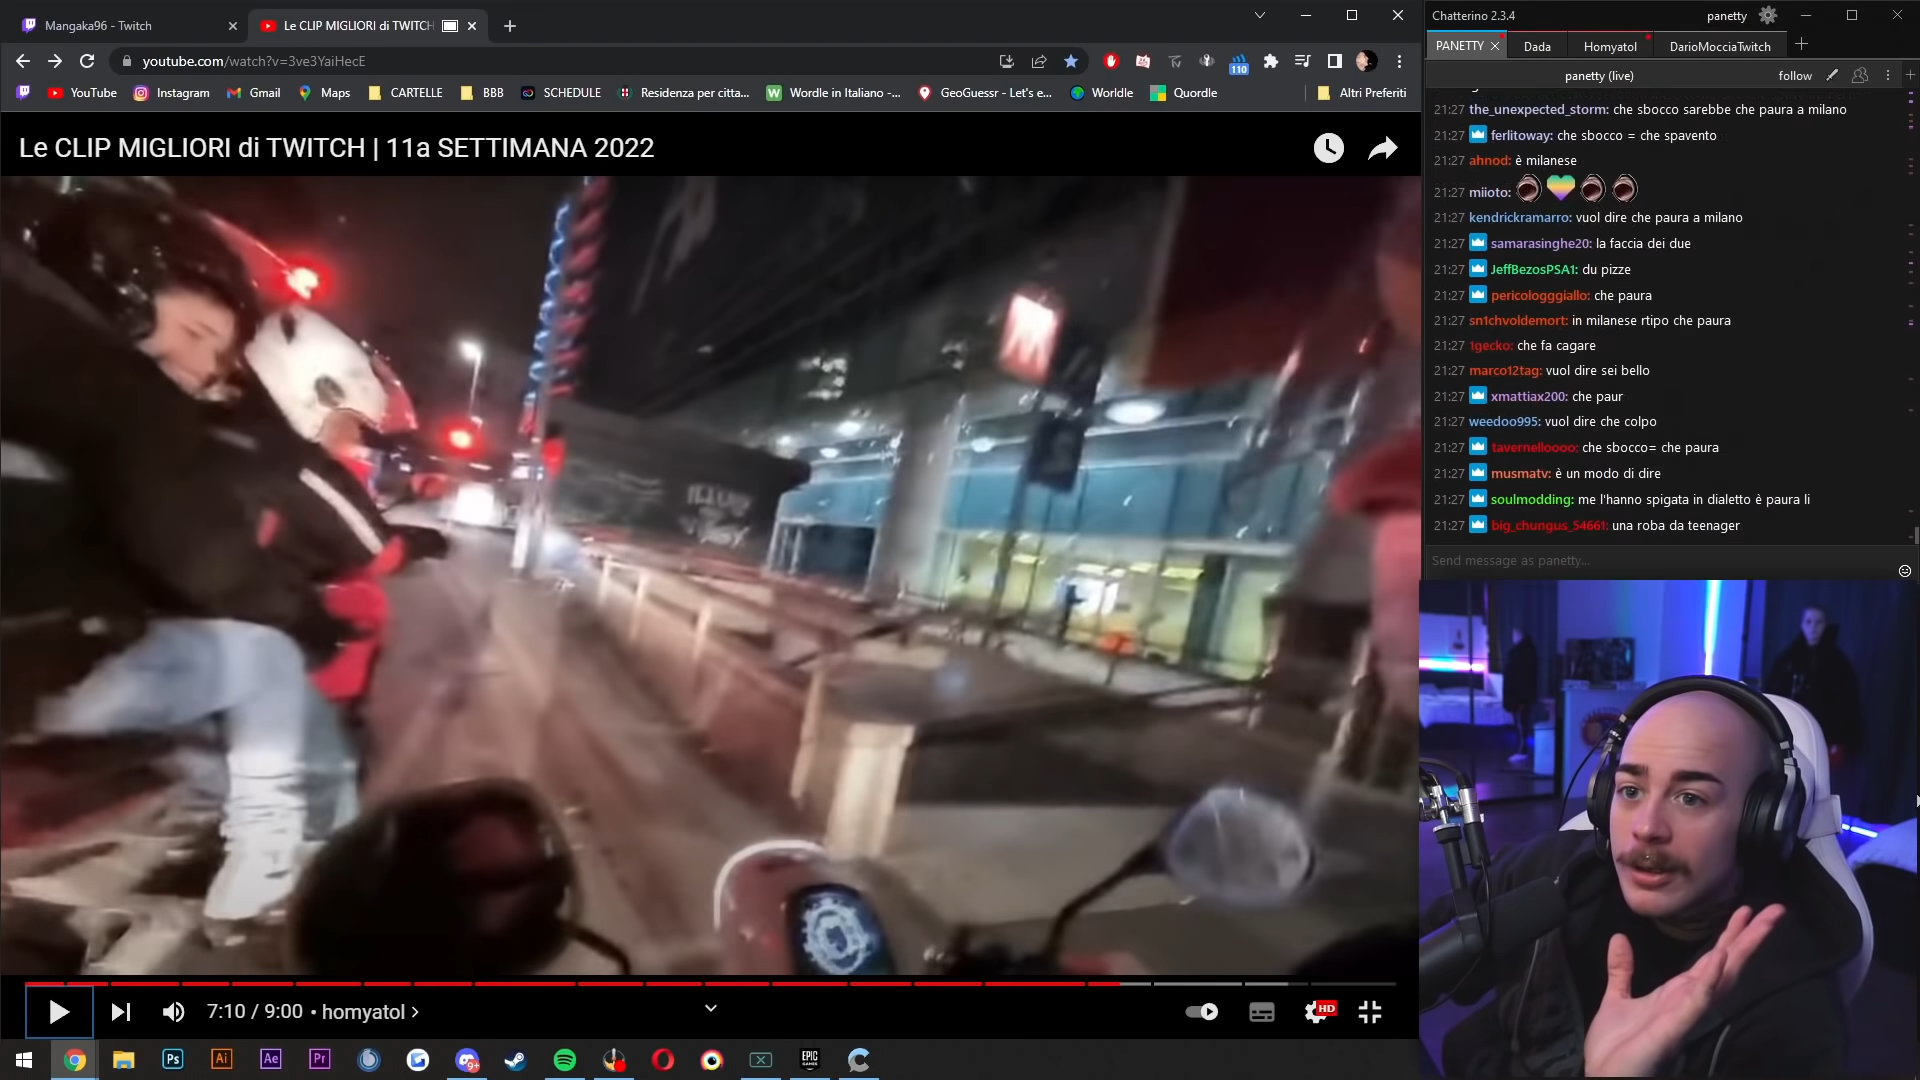 Mangaka96 - Twitch
Le CLIP MIGLIORI di TWITCH
youtube.com/watch?v=3ve3YaiHecE
110
YouTube
Instagram
Gmail
Maps
CARTELLE
BBB
SCHEDULE
Residenza per citta...
Wordle in Italiano -...
GeoGuessr - Let's e...
Worldle
Quordle
Altri Preferiti
Le CLIP MIGLIORI di TWITCH | 11a SETTIMANA 2022
7:10 / 9:00 • homyatol
HD
Ps
Ai
Ae
Pr
9+
EPIC
GAMES
Chatterino 2.3.4
panetty
PANETTY
Dada
Homyatol
DarioMocciaTwitch
panetty (live)
follow
21:27 the_unexpected_storm: che sbocco sarebbe che paura a milano
21:27 ferlitoway: che sbocco = che spavento
21:27 ahnod: è milanese
21:27 miioto:
21:27 kendrickramarro: vuol dire che paura a milano
21:27 samarasinghe20: la faccia dei due
21:27 JeffBezosPSA1: du pizze
21:27 pericologggiallo: che paura
21:27 sn1chvoldemort: in milanese rtipo che paura
21:27 1gecko: che fa cagare
21:27 marco12tag: vuol dire sei bello
21:27 xmattiax200: che paur
21:27 weedoo995: vuol dire che colpo
21:27 tavernelloooo: che sbocco= che paura
21:27 musmatv: è un modo di dire
21:27 soulmodding: me l'hanno spigata in dialetto è paura li
21:27 big_chungus_54661: una roba da teenager
Send message as panetty...